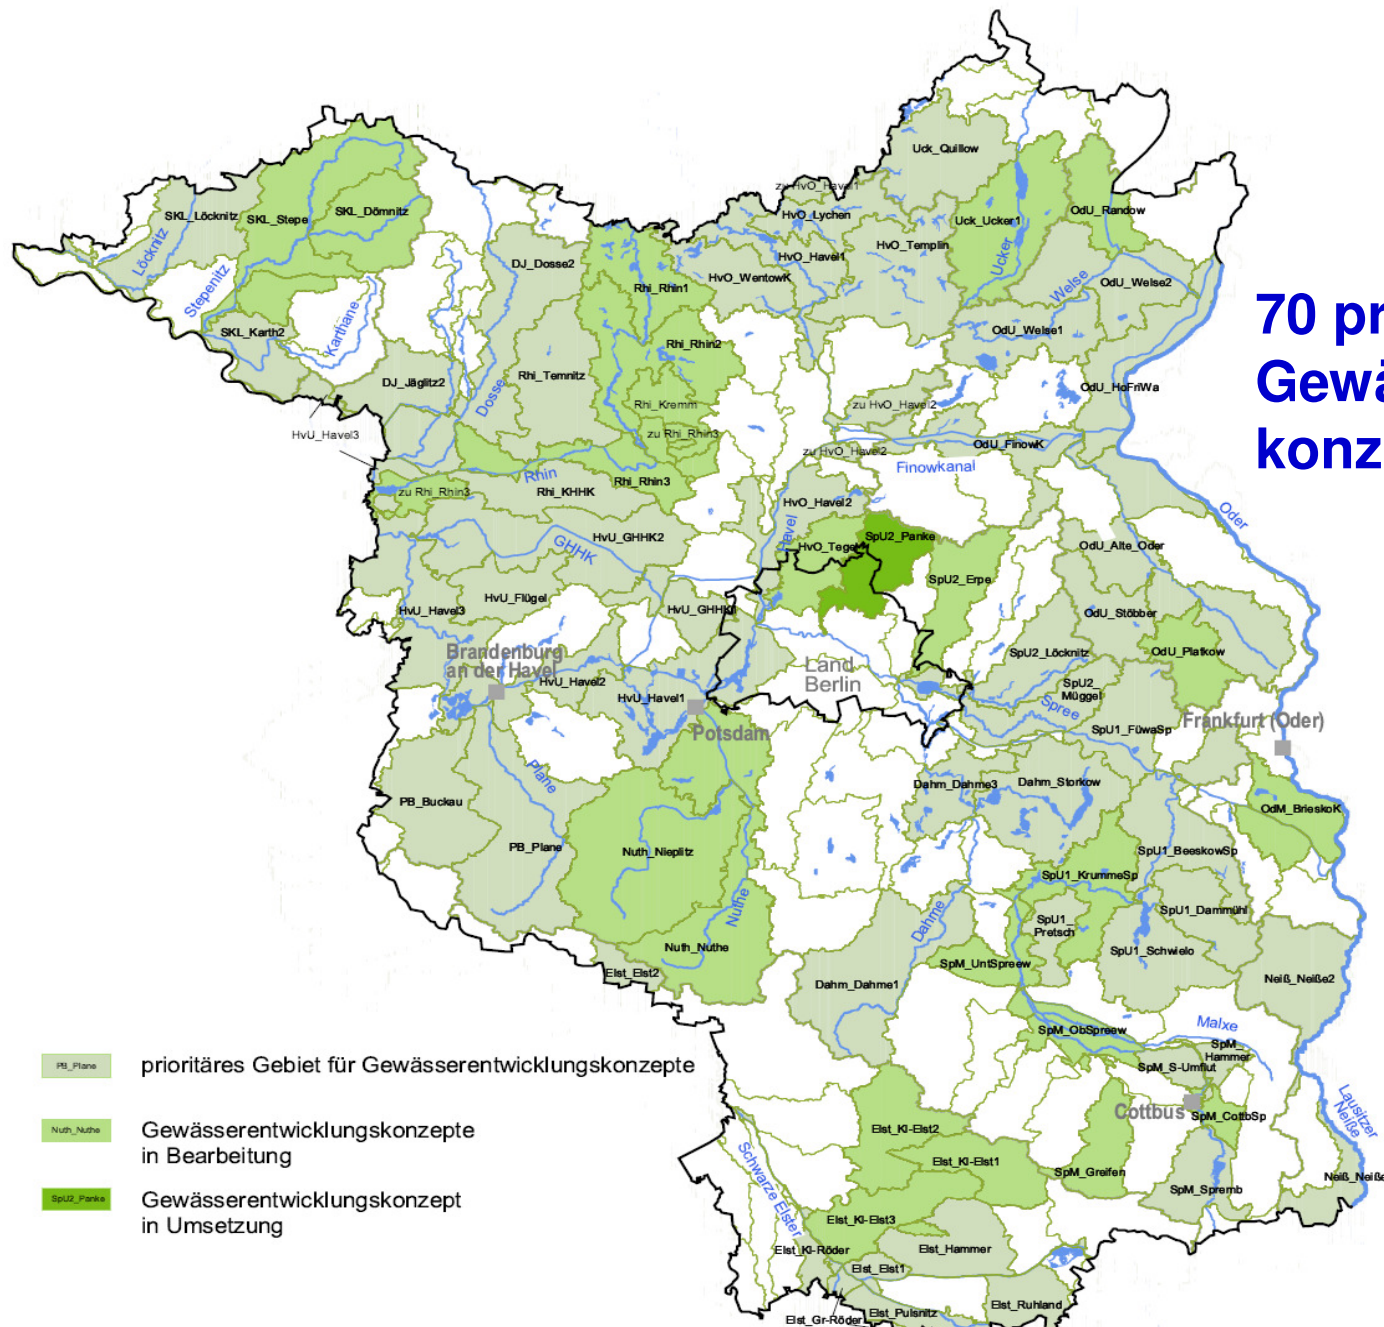 Uck_Quillow
zu HvO_Havel1
SKL_Löcknitz
SKL_Stepe
SKL_Dömnitz
HvO_Lychen
Uck_Ucker1
OdU_Randow
Löcknitz
Stepenitz
DJ_Dosse2
HvO_Havel1
HvO_Templin
Ucker
Rhi_Rhin1
HvO_WentowK
Welse
OdU_Welse2
SKL_Karth2
Karthane
Rhi_Rhin2
OdU_Welse1
70 pr
Gewä
konz
DJ_Jäglitz2
Rhi_Temnitz
Dosse
OdU_HoFriWa
Rhi_Kremm
zu HvO_Havel2
HvU_Havel3
zu Rhi_Rhin3
zu HvO_Havel2
OdU_FinowK
Finowkanal
Rhin
Rhi_Rhin3
zu Rhi_Rhin3
Rhi_KHHK
HvO_Havel2
Oder
Havel
GHHK
HvU_GHHK2
HvO_Tegel
SpU2_Panke
OdU_Alte_Oder
SpU2_Erpe
HvU_Flügel
HvU_Havel3
HvU_GHHK1
OdU_Stöbber
Brandenburg
an der Havel
Land
Berlin
SpU2_Löcknitz
OdU_Platkow
HvU_Havel2
HvU_Havel1
SpU2_
Müggel
Spree
Potsdam
SpU1_FüwaSp
Frankfurt (Oder)
Plane
PB_Buckau
Dahm_Dahme3
Dahm_Storkow
OdM_BrieskoK
PB_Plane
Nuth_Nieplitz
SpU1_BeeskowSp
SpU1_KrummeSp
Nuthe
Dahme
SpU1_
Pretsch
SpU1_Dammühl
Nuth_Nuthe
SpU1_Schwielo
SpM_UntSpreew
Elst_Elst2
Dahm_Dahme1
Neiß_Neiße2
SpM_ObSpreew
Malxe
SpM_
Hammer
SpM_S-Umflut
PB_Plane
prioritäres Gebiet für Gewässerentwicklungskonzepte
Cottbus
SpM_CottbSp
Lausitzer
Neiße
Nuth_Nuthe
Gewässerentwicklungskonzepte
in Bearbeitung
Elst_Kl-Elst2
Elst_Kl-Elst1
SpM_Greifen
SpM_Spremb
Neiß_Neiße
Schwarze Elster
SpU2_Panke
Gewässerentwicklungskonzept
in Umsetzung
Elst_Kl-Elst3
Elst_Kl-Röder
Elst_Hammer
Elst_Elst1
Elst_Gr-Röder
Elst_Pulsnitz
Elst_Ruhland